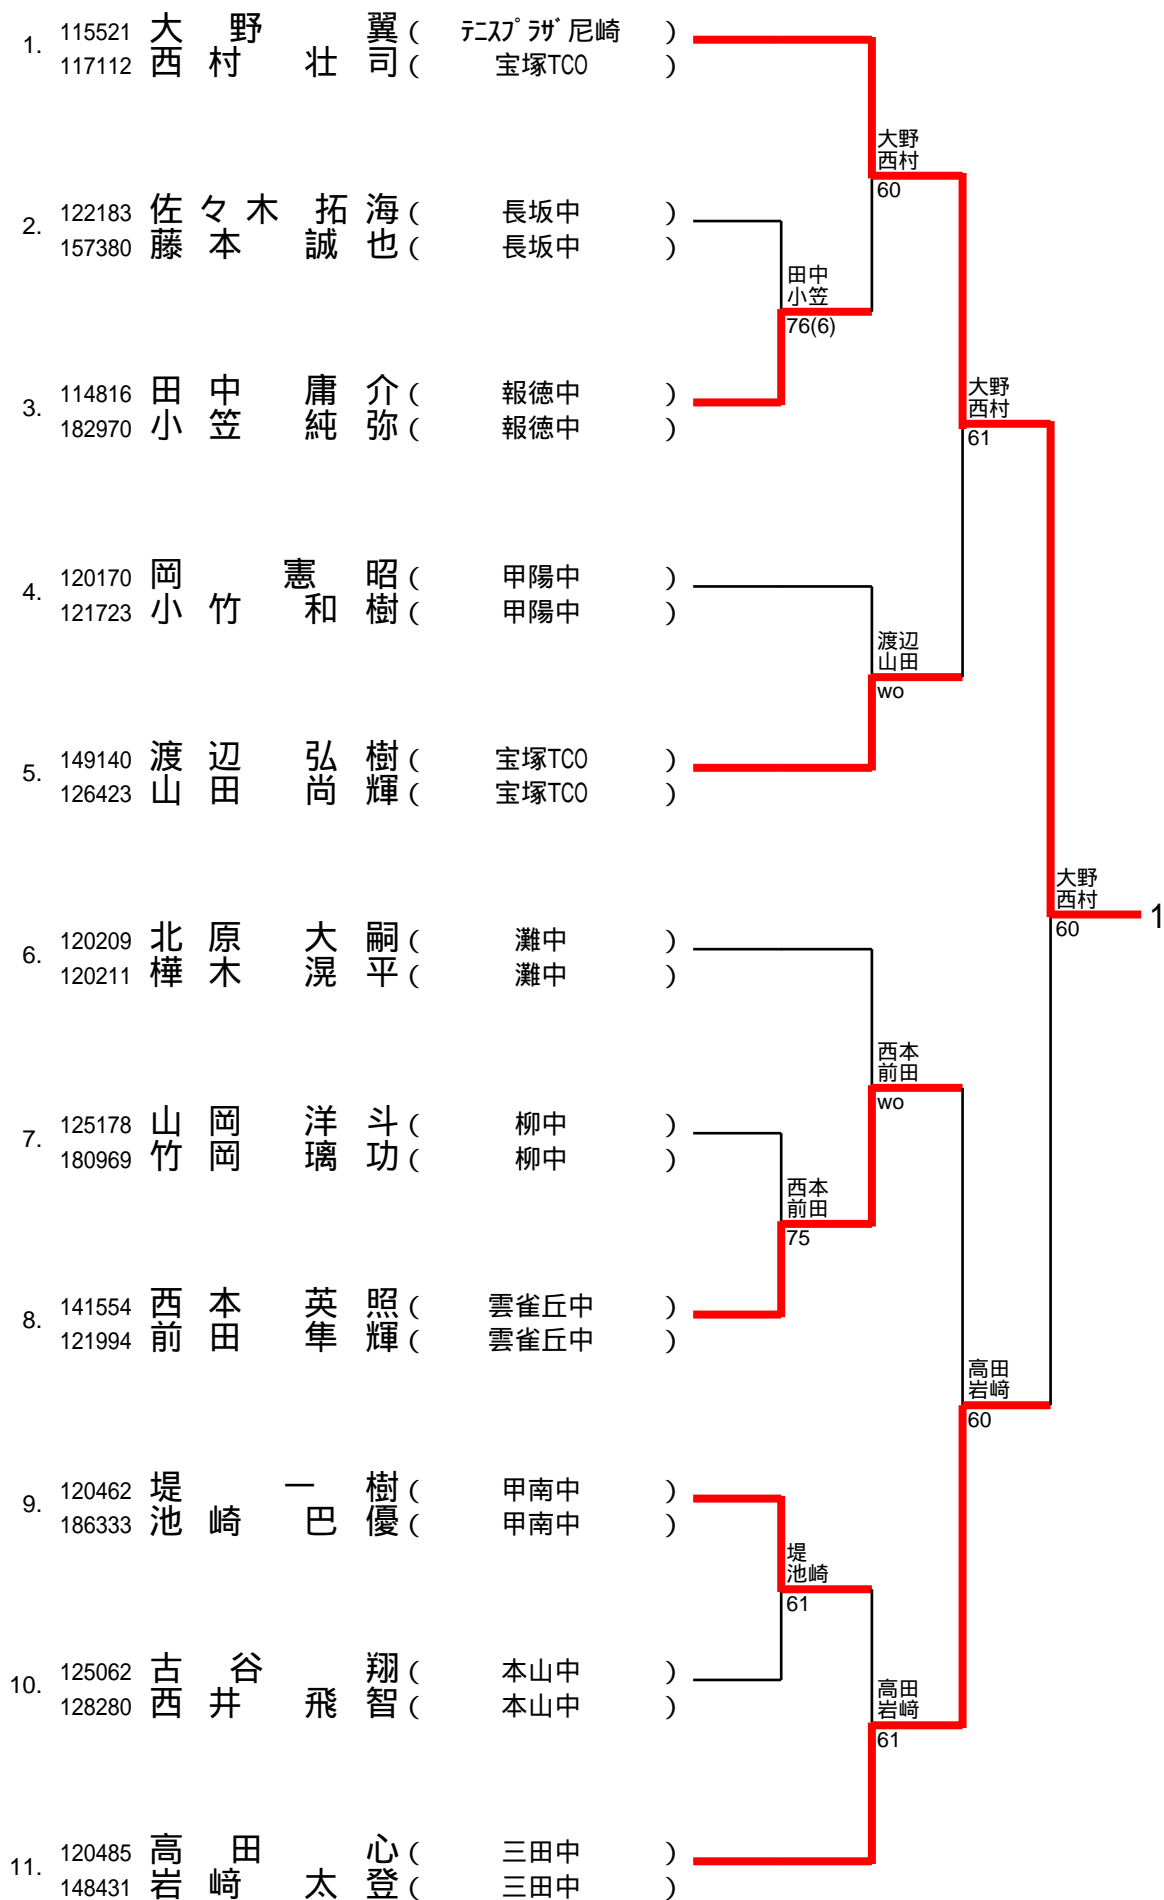 1. 115521 大野 翼 ( テニスプラザ尼崎 )
117112 西村 壮司 ( 宝塚TCO )
大野
西村
60
2. 122183 佐々木 拓海 ( 長坂中 )
157380 藤本 誠也 ( 長坂中 )
田中
小笠
76(6)
3. 114816 田中 庸介 ( 報徳中 )
182970 小笠 純弥 ( 報徳中 )
大野
西村
61
4. 120170 岡 憲昭 ( 甲陽中 )
121723 小竹 和樹 ( 甲陽中 )
渡辺
山田
wo
5. 149140 渡辺 弘樹 ( 宝塚TCO )
126423 山田 尚輝 ( 宝塚TCO )
大野
西村
60
1
6. 120209 北原 大嗣 ( 灘中 )
120211 樺木 滉平 ( 灘中 )
西本
前田
wo
7. 125178 山岡 洋斗 ( 柳中 )
180969 竹岡 璃功 ( 柳中 )
西本
前田
75
8. 141554 西本 英照 ( 雲雀丘中 )
121994 前田 隼輝 ( 雲雀丘中 )
高田
岩﨑
60
9. 120462 堤 一樹 ( 甲南中 )
186333 池崎 巴優 ( 甲南中 )
堤
池崎
61
10. 125062 古谷 翔 ( 本山中 )
128280 西井 飛智 ( 本山中 )
高田
岩﨑
61
11. 120485 高田 心 ( 三田中 )
148431 岩﨑 太登 ( 三田中 )